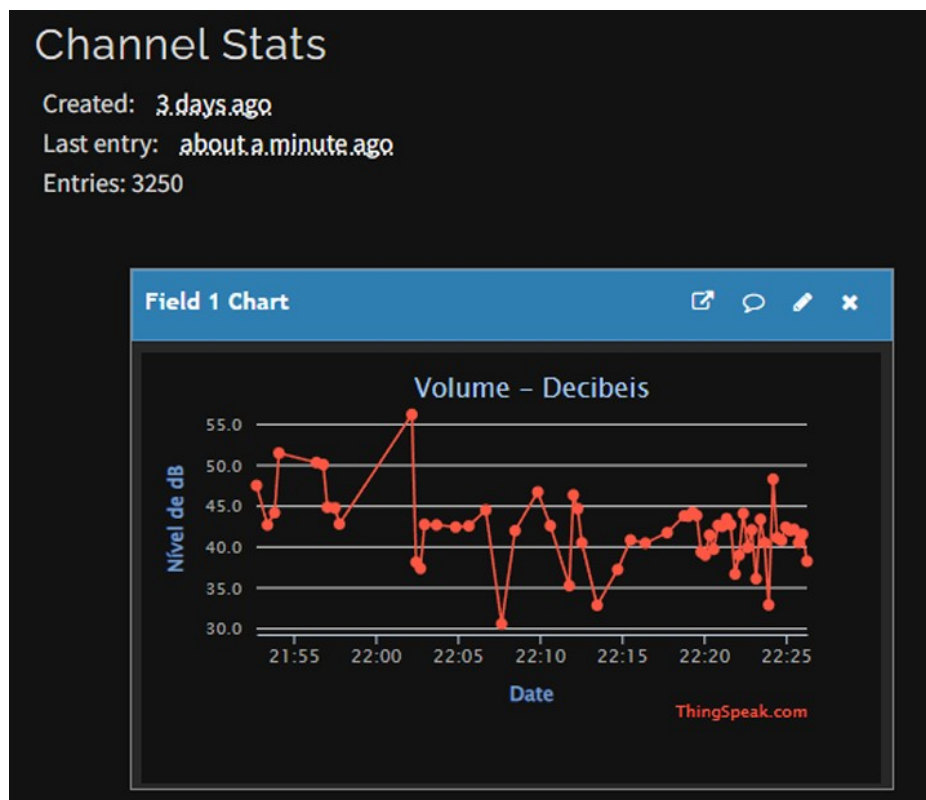 Channel Stats
Created: 3 days ago
Last entry: about a minute ago
Entries: 3250
Field 1 Chart
Volume – Decibeis
Nível de dB
55.0
50.0
45.0
40.0
35.0
30.0
21:55 22:00 22:05 22:10 22:15 22:20 22:25
Date
ThingSpeak.com